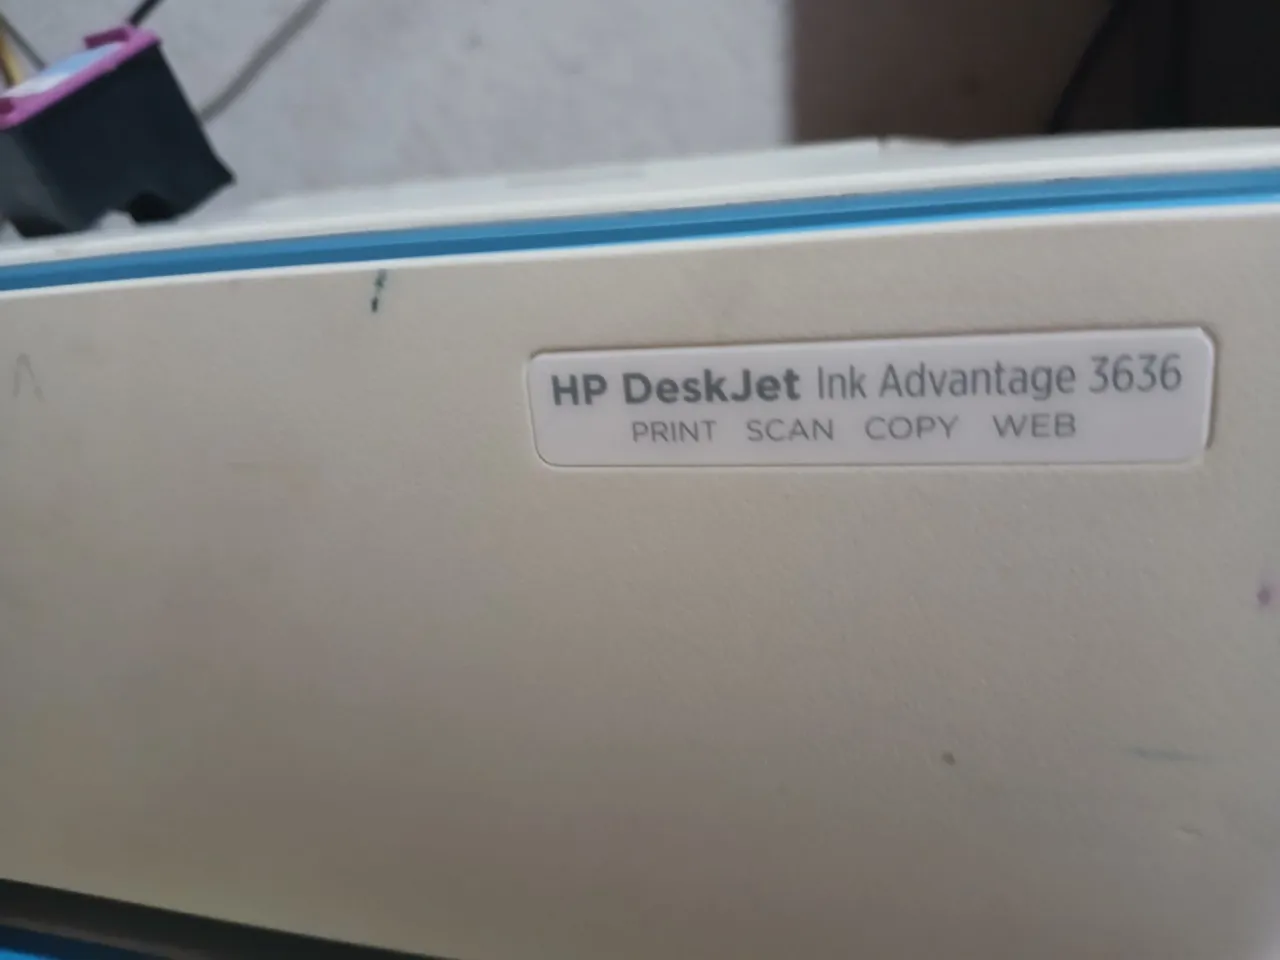 HP DeskJet Ink Advantage 3636
PRINT SCAN COPY WEB